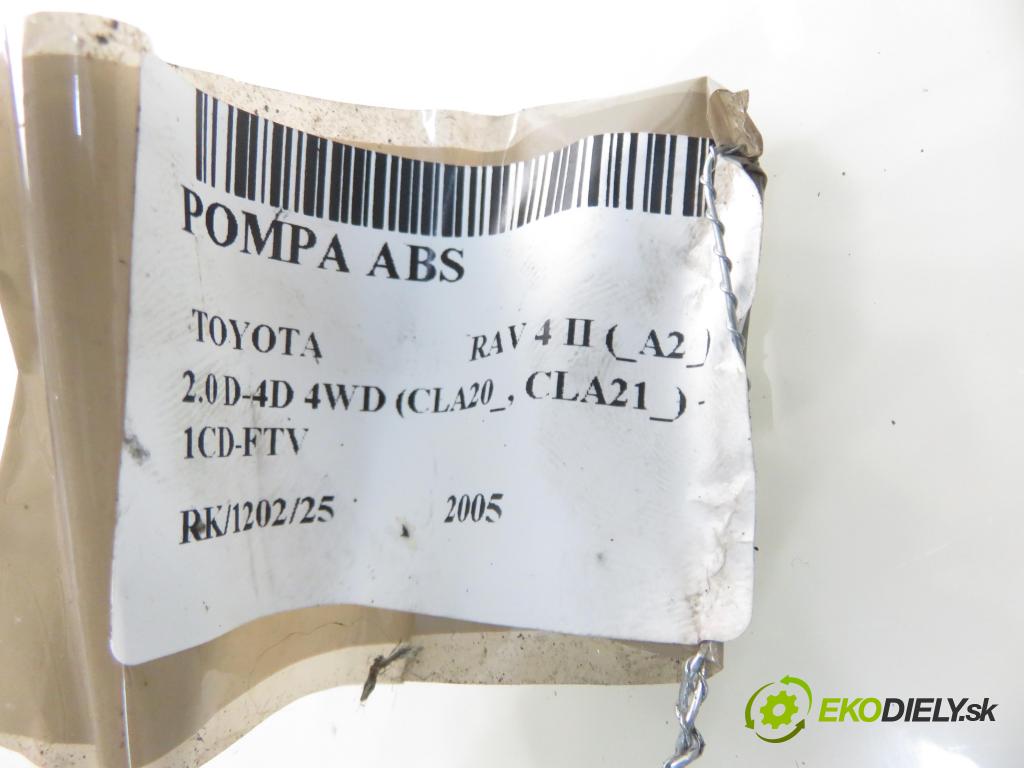 POMPA ABS
TOYOTA RAV 4 II (_A2_)
2.0 D-4D 4WD (CLA20_, CLA21_) -
1CD-FTV
RK/1202/25 2005
EKODIELY.sk